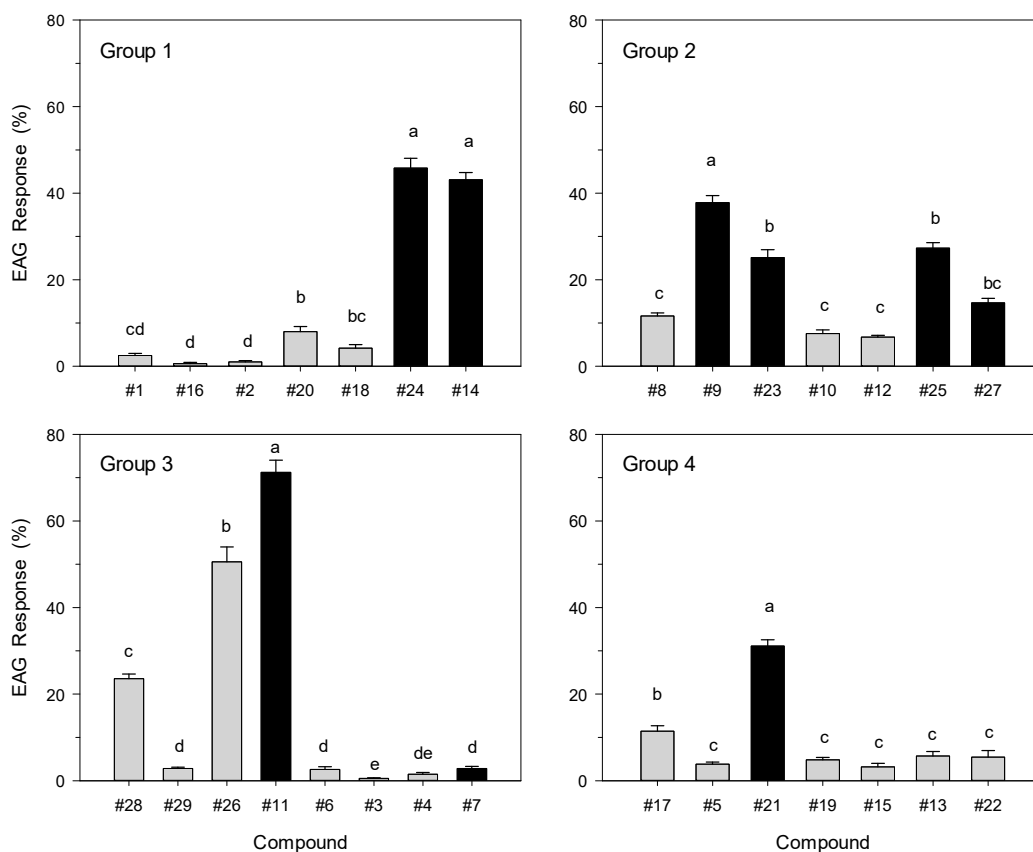 Group 1
EAG Response (%)
80
60
40
20
0
cd
d
d
b
bc
a
a
#1 #16 #2 #20 #18 #24 #14
Group 2
80
60
40
20
0
c
a
b
c
c
b
bc
#8 #9 #23 #10 #12 #25 #27
Group 3
EAG Response (%)
80
60
40
20
0
c
d
b
a
d
e
de
d
#28 #29 #26 #11 #6 #3 #4 #7
Compound
Group 4
80
60
40
20
0
b
c
a
c
c
c
c
#17 #5 #21 #19 #15 #13 #22
Compound